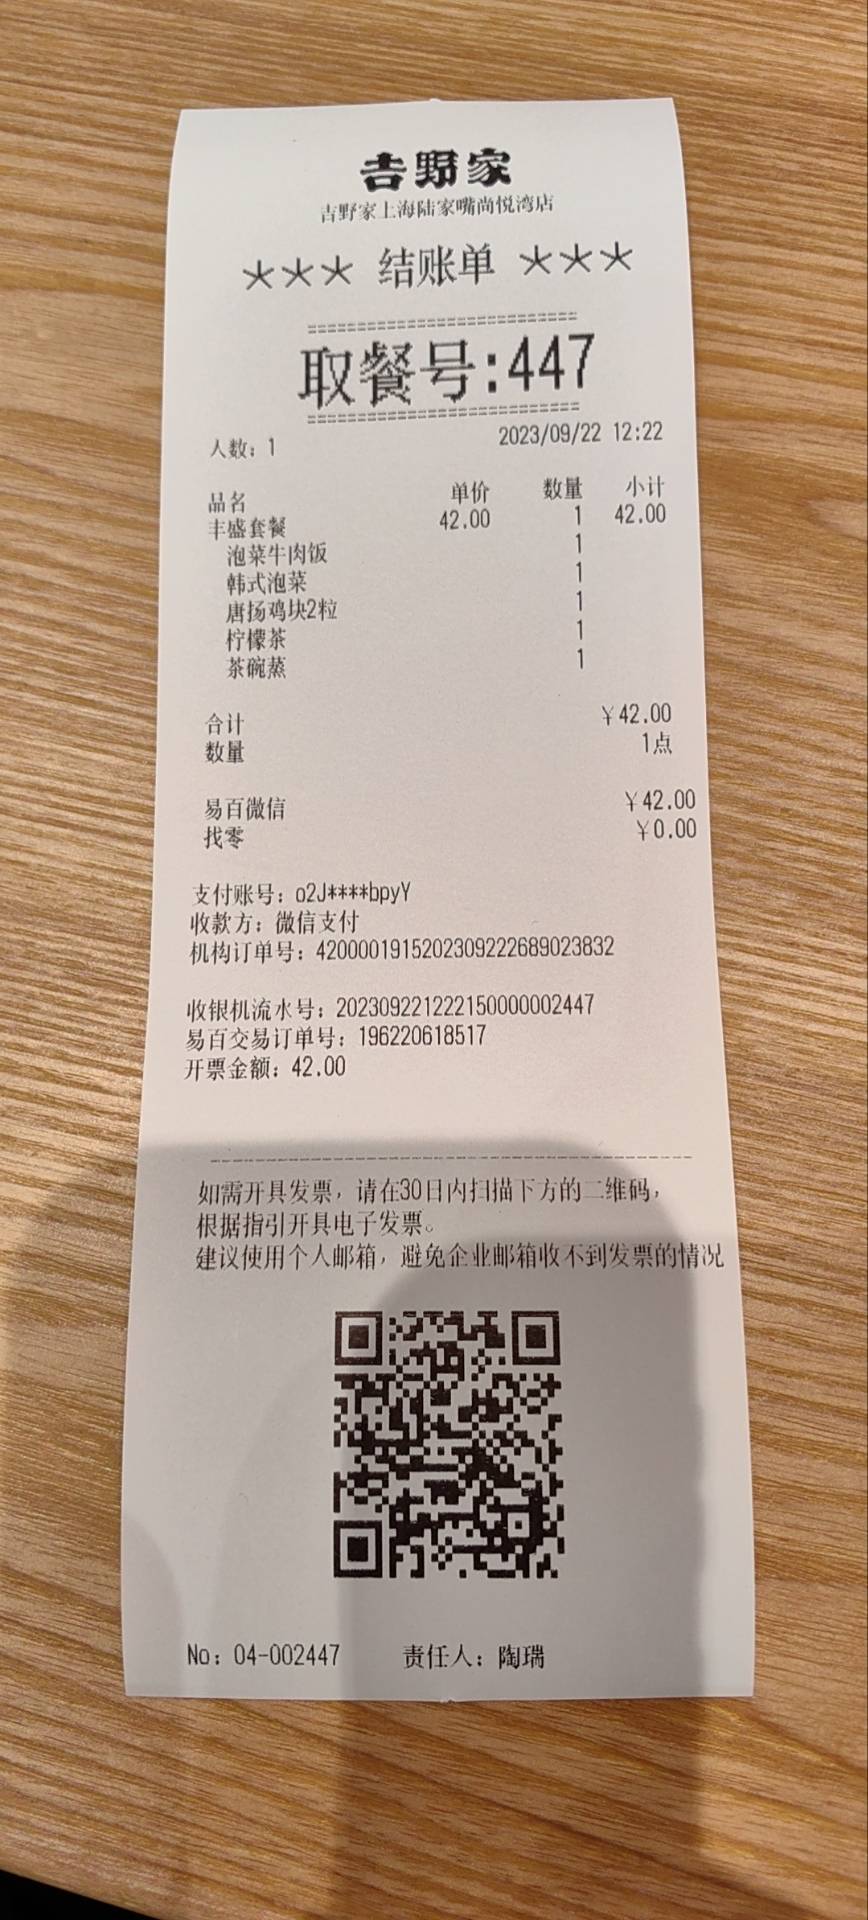 吉野家
吉野家上海陆家嘴尚悦湾店
*** 结账单 ***
===========================
取餐号:447
===========================
人数：1 2023/09/22 12:22
品名 单价 数量 小计
丰盛套餐 42.00 1 42.00
泡菜牛肉饭 1
韩式泡菜 1
唐扬鸡块2粒 1
柠檬茶 1
茶碗蒸 1
合计 ￥42.00
数量 1点
易百微信 ￥42.00
找零 ￥0.00
支付账号：o2J****bpyY
收款方：微信支付
机构订单号：4200001915202309222689023832
收银机流水号：2023092212221500000002447
易百交易订单号：196220618517
开票金额：42.00
如需开具发票，请在30日内扫描下方的二维码，
根据指引开具电子发票。
建议使用个人邮箱，避免企业邮箱收不到发票的情况
No：04-002447 责任人：陶瑞